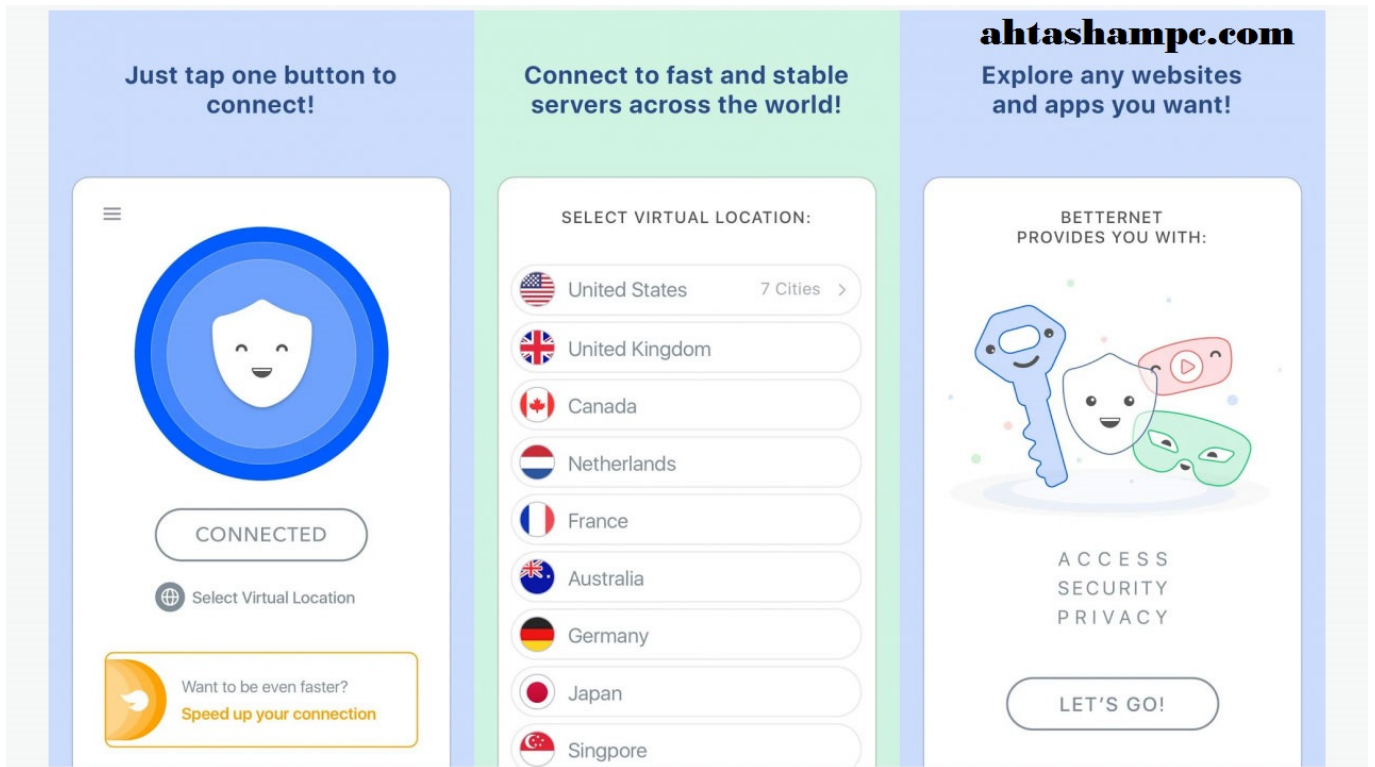 ahtashampc.com
Just tap one button to
connect!
CONNECTED
Select Virtual Location
Want to be even faster?
Speed up your connection
Connect to fast and stable
servers across the world!
SELECT VIRTUAL LOCATION:
United States 7 Cities >
United Kingdom
Canada
Netherlands
France
Australia
Germany
Japan
Singpore
Explore any websites
and apps you want!
BETTERNET
PROVIDES YOU WITH:
ACCESS
SECURITY
PRIVACY
LET'S GO!